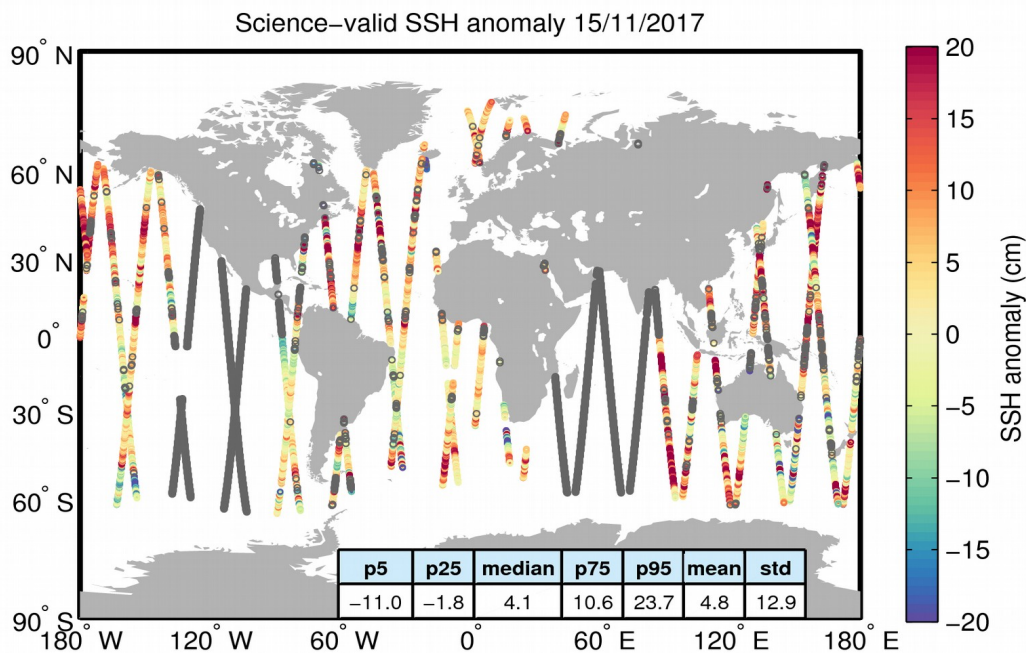 Science−valid SSH anomaly 15/11/2017
90° N
60° N
30° N
0°
30° S
60° S
90° S
180° W
120° W
60° W
0°
60° E
120° E
180° E
p5 p25 median p75 p95 mean std
−11.0 −1.8 4.1 10.6 23.7 4.8 12.9
20
15
10
5
0
−5
−10
−15
−20
SSH anomaly (cm)